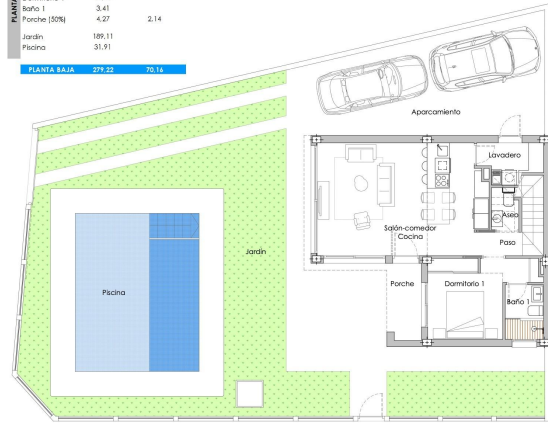 PLANTA
Baño 1 3,41
Porche (50%) 4,27 2,14
Jardín 189,11
Piscina 31,91
PLANTA BAJA 279,22 70,16
Aparcamiento
Lavadero
Aseo
Salón-comedor
Cocina
Paso
Jardín
Porche
Dormitorio 1
Piscina
Baño 1